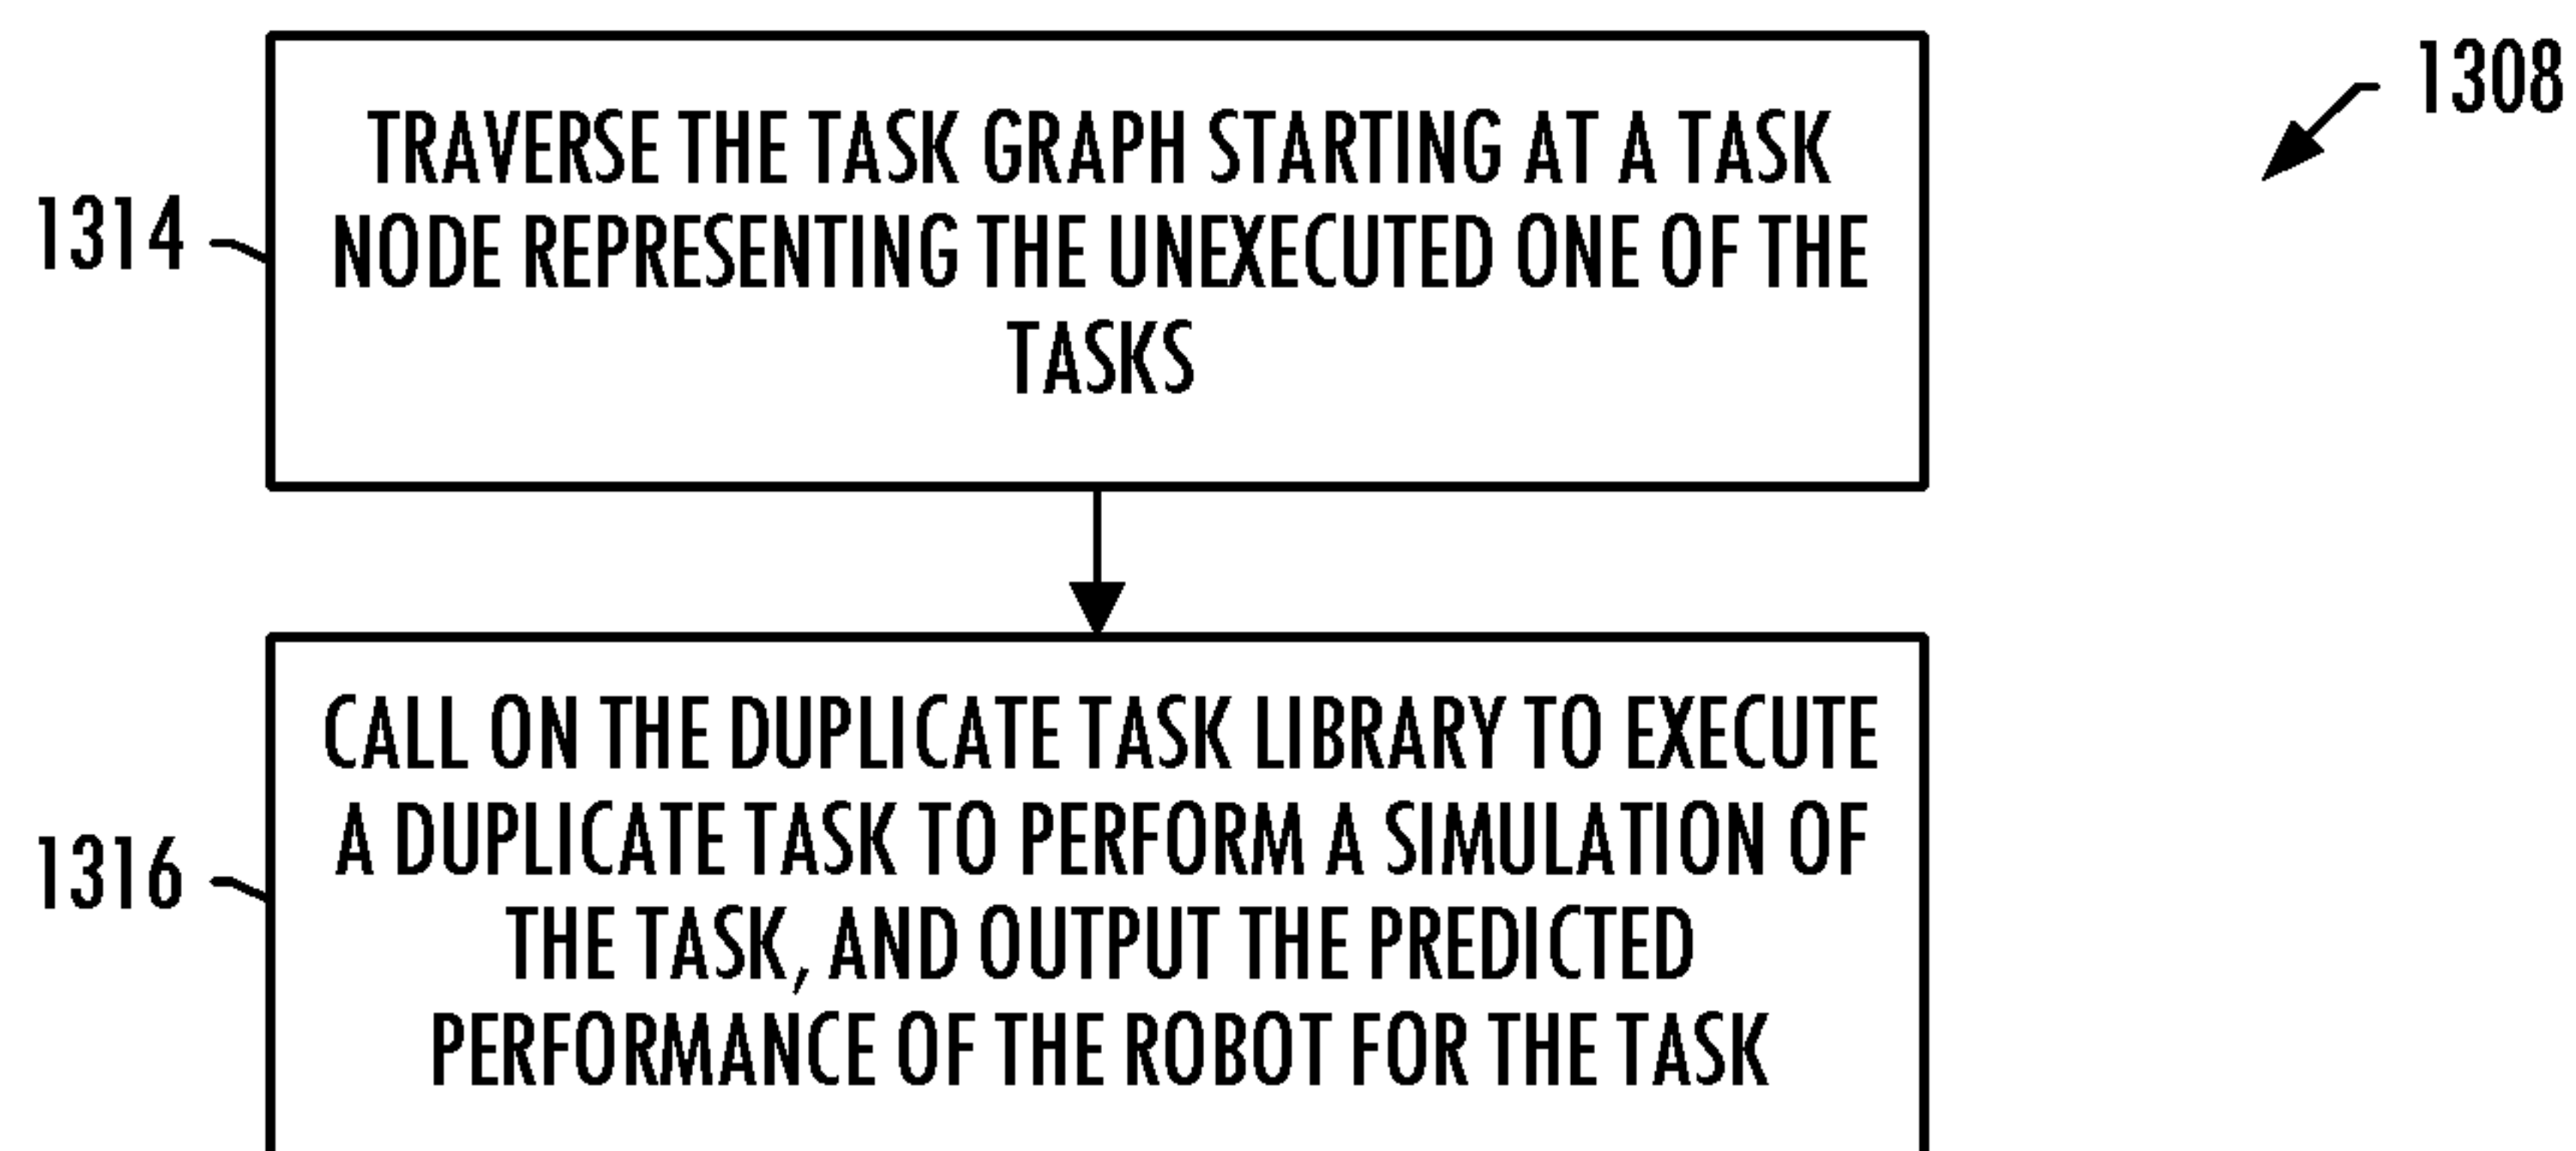 1308
TRAVERSE THE TASK GRAPH STARTING AT A TASK
NODE REPRESENTING THE UNEXECUTED ONE OF THE
TASKS
1314
CALL ON THE DUPLICATE TASK LIBRARY TO EXECUTE
A DUPLICATE TASK TO PERFORM A SIMULATION OF
THE TASK, AND OUTPUT THE PREDICTED
PERFORMANCE OF THE ROBOT FOR THE TASK
1316